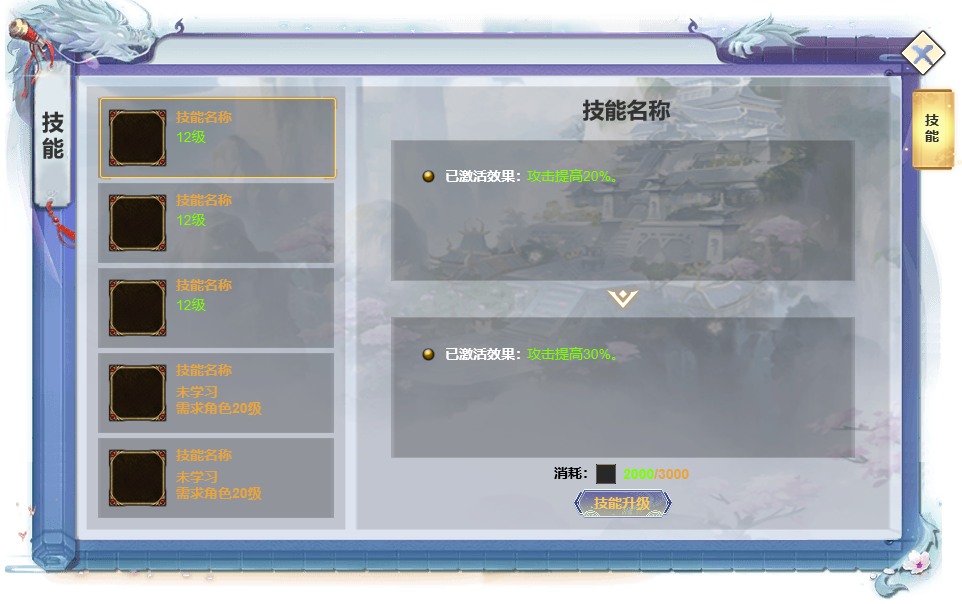 技能
技能
技能名称
12级
技能名称
12级
技能名称
12级
技能名称
未学习
需求角色20级
技能名称
未学习
需求角色20级
技能名称
已激活效果：攻击提高20%。
已激活效果：攻击提高30%。
消耗： 2000/3000
技能升级